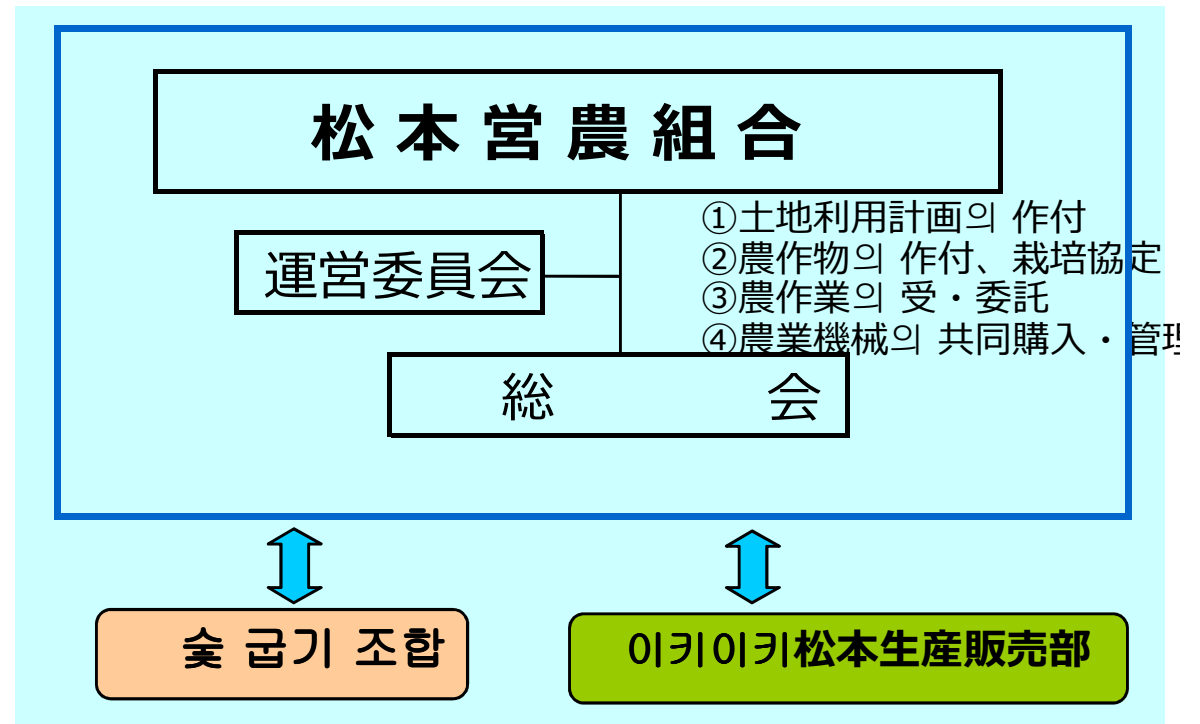 松本営農組合
①土地利用計画의 作付
運営委員会
②農作物의 作付、栽培協定
③農作業의 受・委託
④農業機械의 共同購入・管理
総 会
숯 굽기 조합
이키이키松本生産販売部